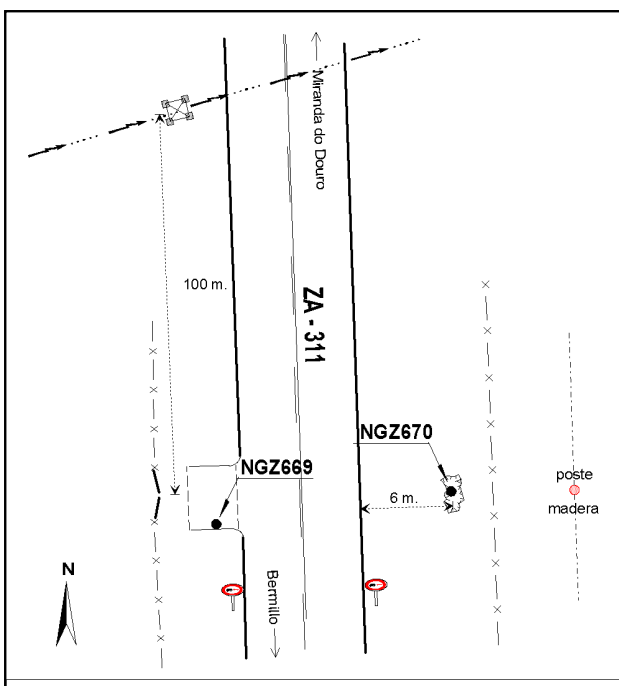 Miranda do Douro
100 m.
ZA - 311
NGZ670
NGZ669
poste
6 m.
madera
N
Bermillo